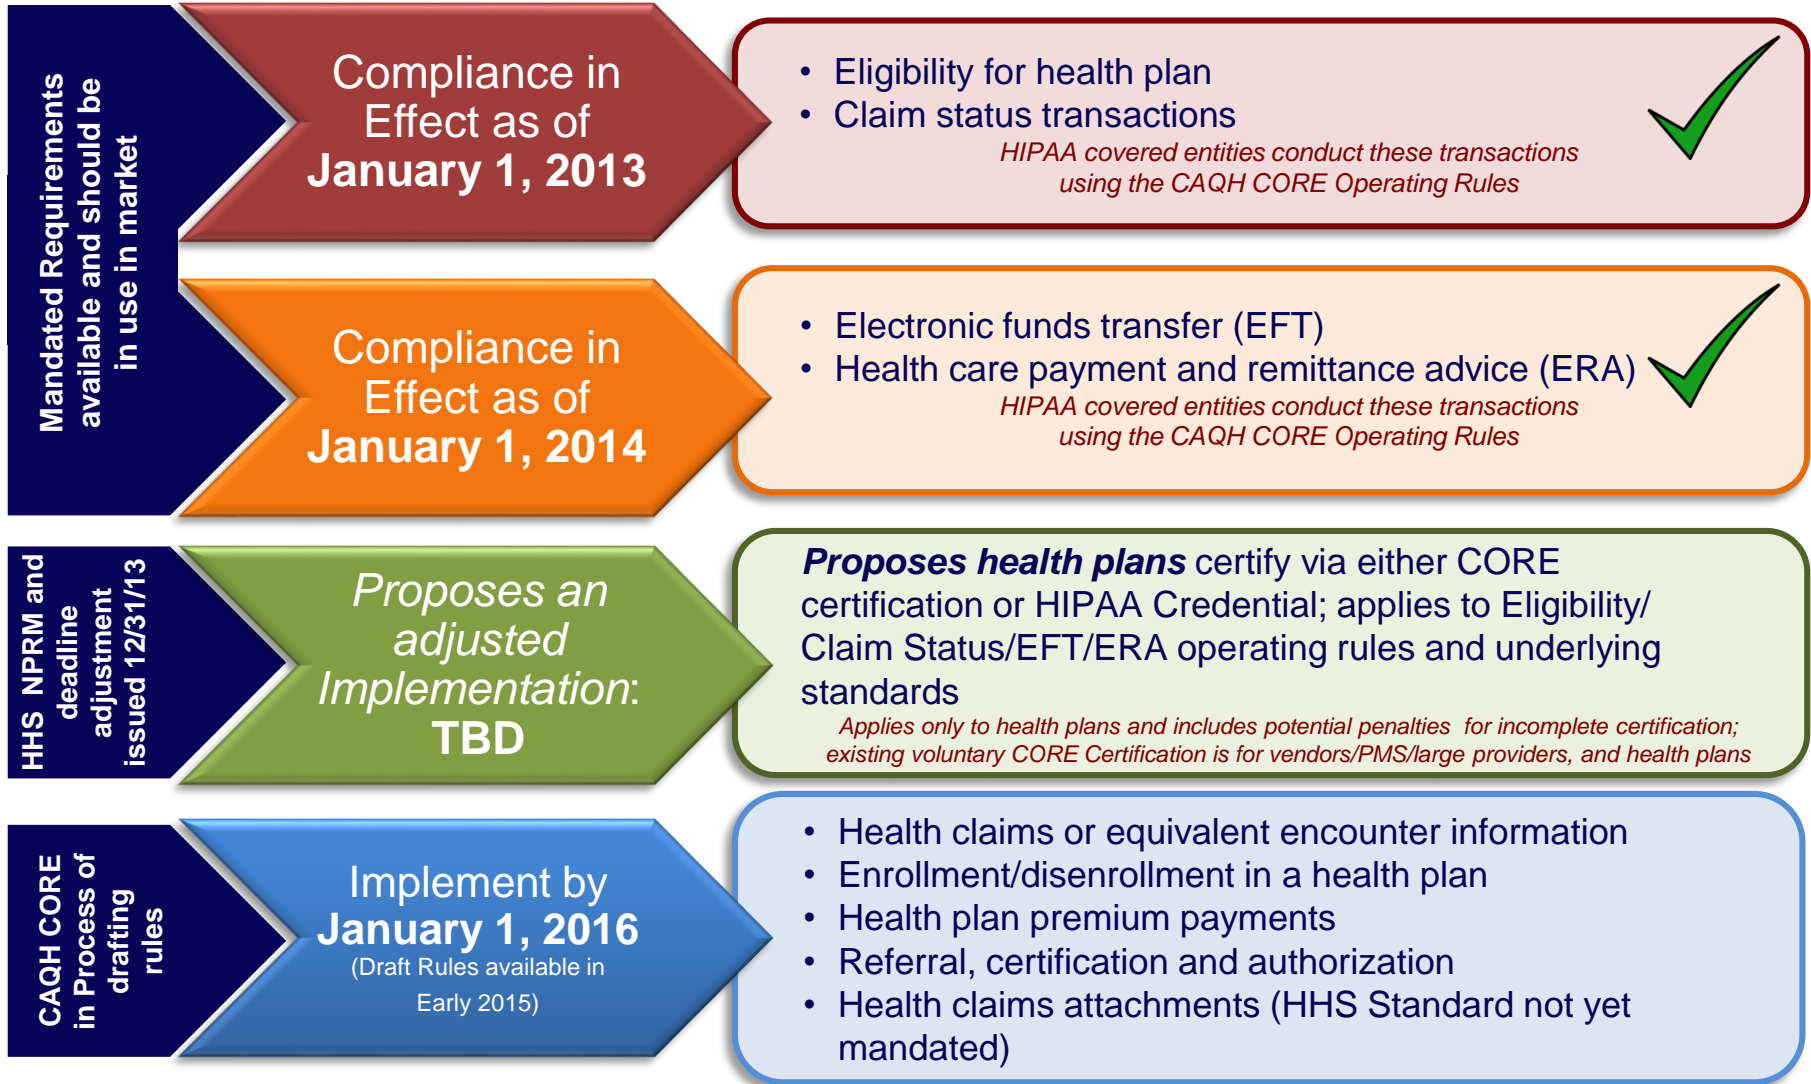 Mandated Requirements
available and should be
in use in market
Compliance in
Effect as of
January 1, 2013
• Eligibility for health plan
• Claim status transactions
HIPAA covered entities conduct these transactions
using the CAQH CORE Operating Rules
Compliance in
Effect as of
January 1, 2014
• Electronic funds transfer (EFT)
• Health care payment and remittance advice (ERA)
HIPAA covered entities conduct these transactions
using the CAQH CORE Operating Rules
HHS NPRM and
deadline
adjustment
issued 12/31/13
Proposes an
adjusted
Implementation:
TBD
Proposes health plans certify via either CORE
certification or HIPAA Credential; applies to Eligibility/
Claim Status/EFT/ERA operating rules and underlying
standards
Applies only to health plans and includes potential penalties for incomplete certification;
existing voluntary CORE Certification is for vendors/PMS/large providers, and health plans
CAQH CORE
in Process of
drafting
rules
Implement by
January 1, 2016
(Draft Rules available in
Early 2015)
• Health claims or equivalent encounter information
• Enrollment/disenrollment in a health plan
• Health plan premium payments
• Referral, certification and authorization
• Health claims attachments (HHS Standard not yet
mandated)